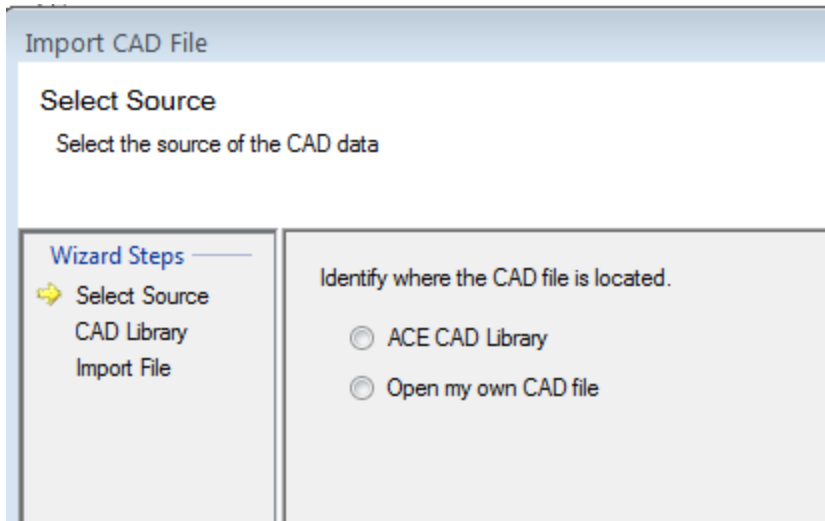 Import CAD File
Select Source
Select the source of the CAD data
Wizard Steps
Select Source
CAD Library
Import File
Identify where the CAD file is located.
ACE CAD Library
Open my own CAD file